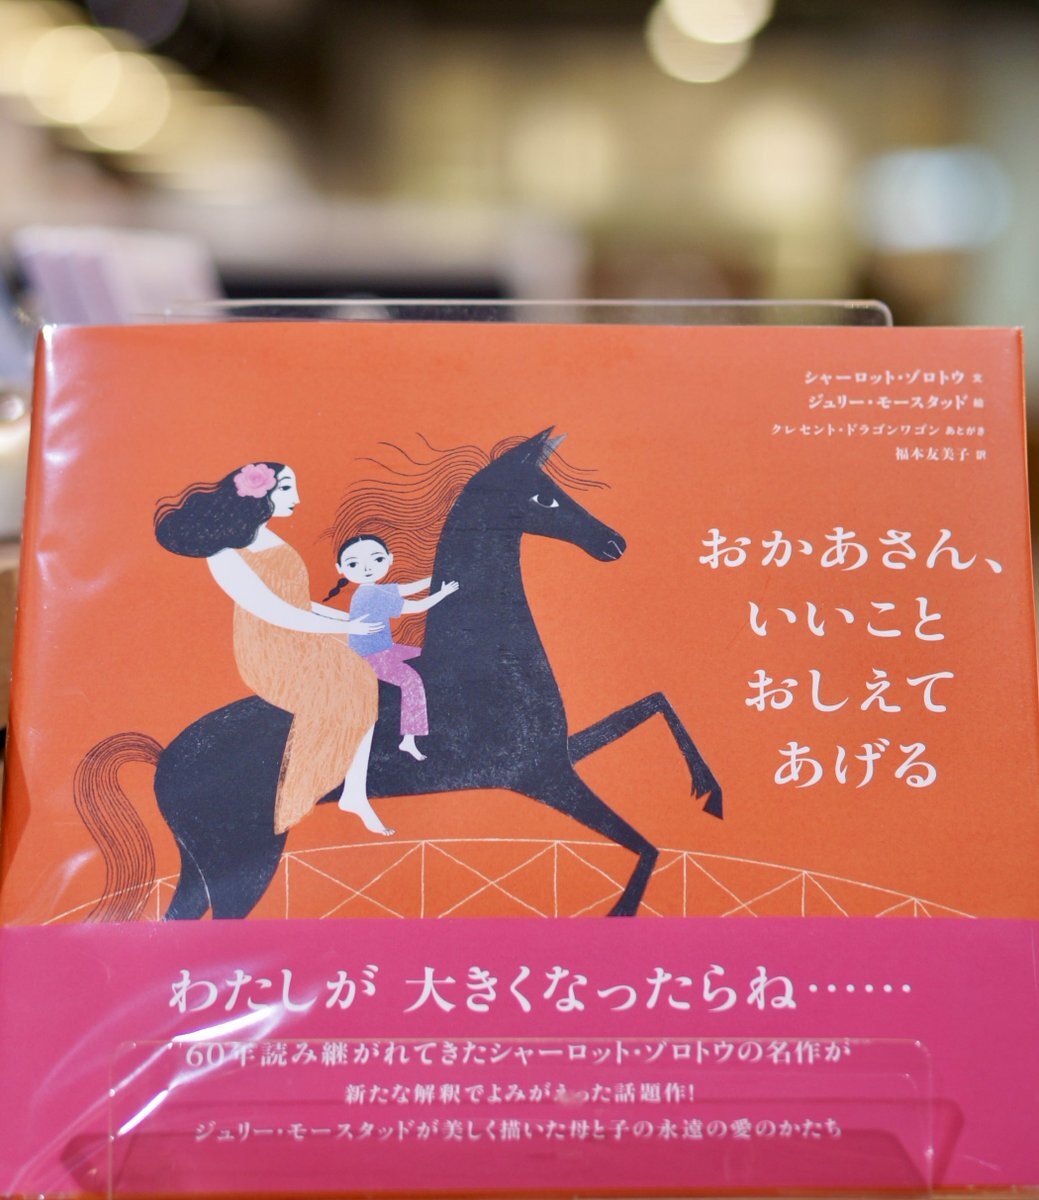 シャーロット・ゾロトウ 文
ジュリー・モースタッド 絵
クレセント・ドラゴンワゴン あとがき
福本友美子 訳
おかあさん、
いいこと
おしえて
あげる
わたしが 大きくなったらね……
60年読み継がれてきたシャーロット・ゾロトウの名作が
新たな解釈でよみがえった話題作!
ジュリー・モースタッドが美しく描いた母と子の永遠の愛のかたち